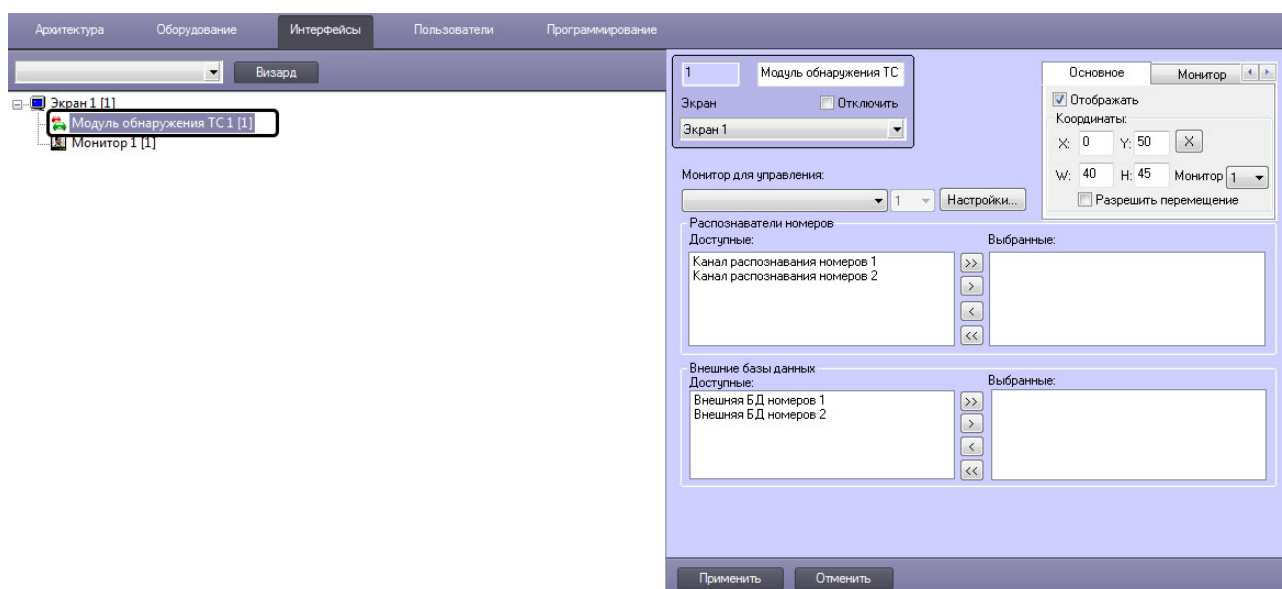 Архитектура Оборудование Интерфейсы Пользователи Программирование
Визард
Экран 1 [1]
Модуль обнаружения ТС 1 [1]
Монитор 1 [1]
1 Модуль обнаружения ТС
Экран Отключить
Экран 1
Основное Монитор
Отображать
Координаты:
X: 0 Y: 50 X
W: 40 H: 45 Монитор 1
Разрешить перемещение
Монитор для управления:
1 Настройки...
Распознаватели номеров
Доступные: Выбранные:
Канал распознавания номеров 1
Канал распознавания номеров 2
>>
>
<
<<
Внешние базы данных
Доступные: Выбранные:
Внешняя БД номеров 1
Внешняя БД номеров 2
>>
>
<
<<
Применить Отменить